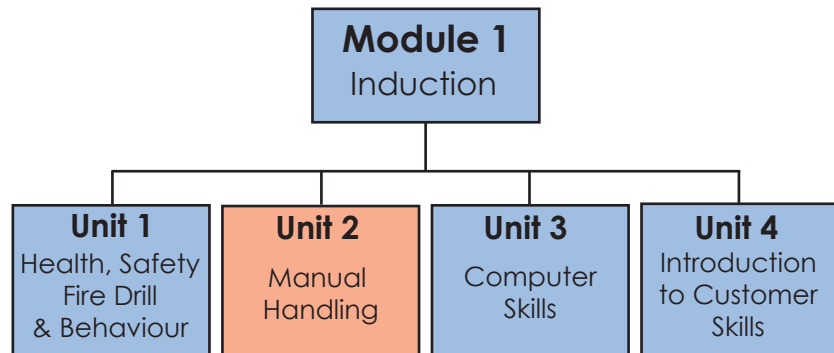 Module 1
Induction
Unit 1
Health, Safety
Fire Drill
& Behaviour
Unit 2
Manual
Handling
Unit 3
Computer
Skills
Unit 4
Introduction
to Customer
Skills